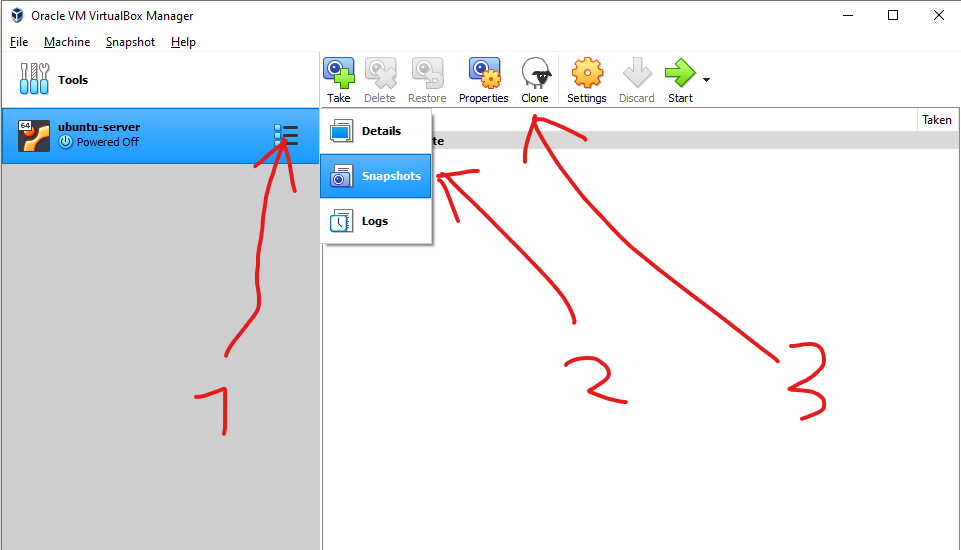 Oracle VM VirtualBox Manager
File Machine Snapshot Help
Tools
Take Delete Restore Properties Clone Settings Discard Start
64
ubuntu-server
Powered Off
Taken
Details
te
Snapshots
Logs
1
2
3